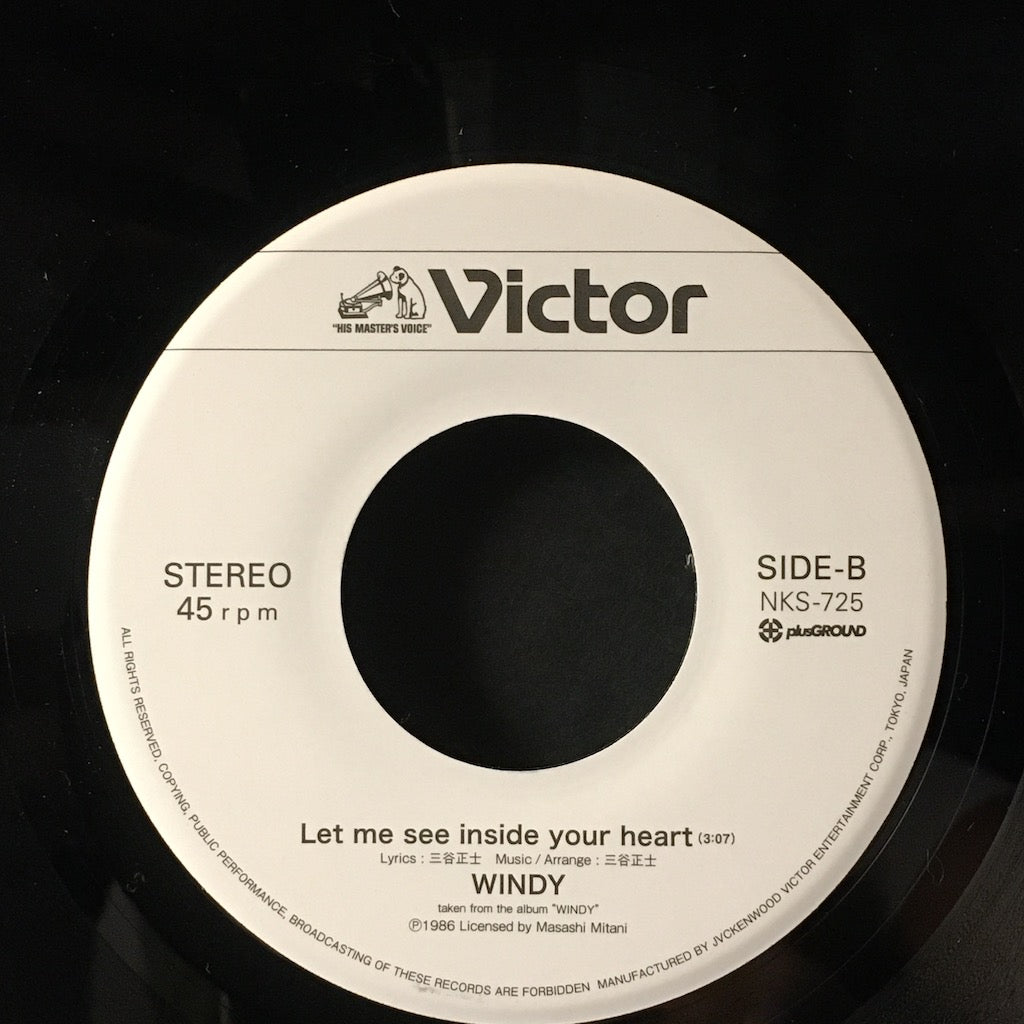 Victor
"HIS MASTER'S VOICE"
STEREO
45 rpm
SIDE-B
NKS-725
plusGROUND
Let me see inside your heart (3:07)
Lyrics : 三谷正士 Music / Arrange : 三谷正士
WINDY
taken from the album "WINDY"
℗1986 Licensed by Masashi Mitani
ALL RIGHTS RESERVED. COPYING, PUBLIC PERFORMANCE, BROADCASTING OF THESE RECORDS ARE FORBIDDEN MANUFACTURED BY JVCKENWOOD VICTOR ENTERTAINMENT CORP., TOKYO, JAPAN